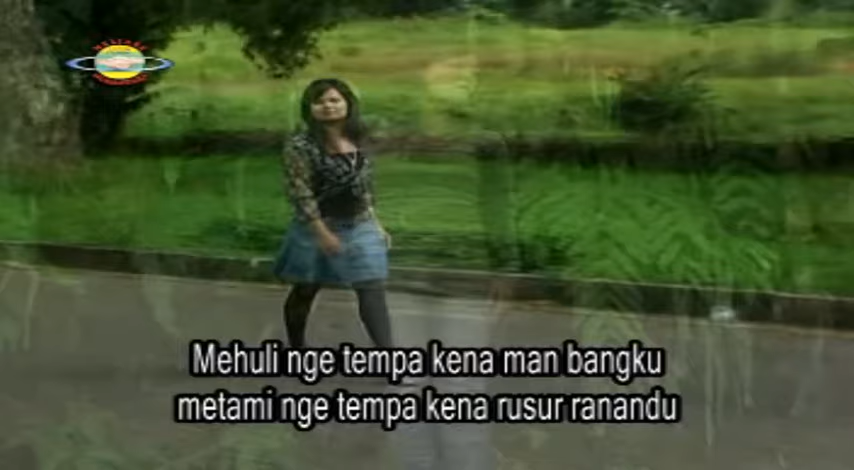 Mehuli nge tempa kena man bangku
metami nge tempa kena rusur ranandu